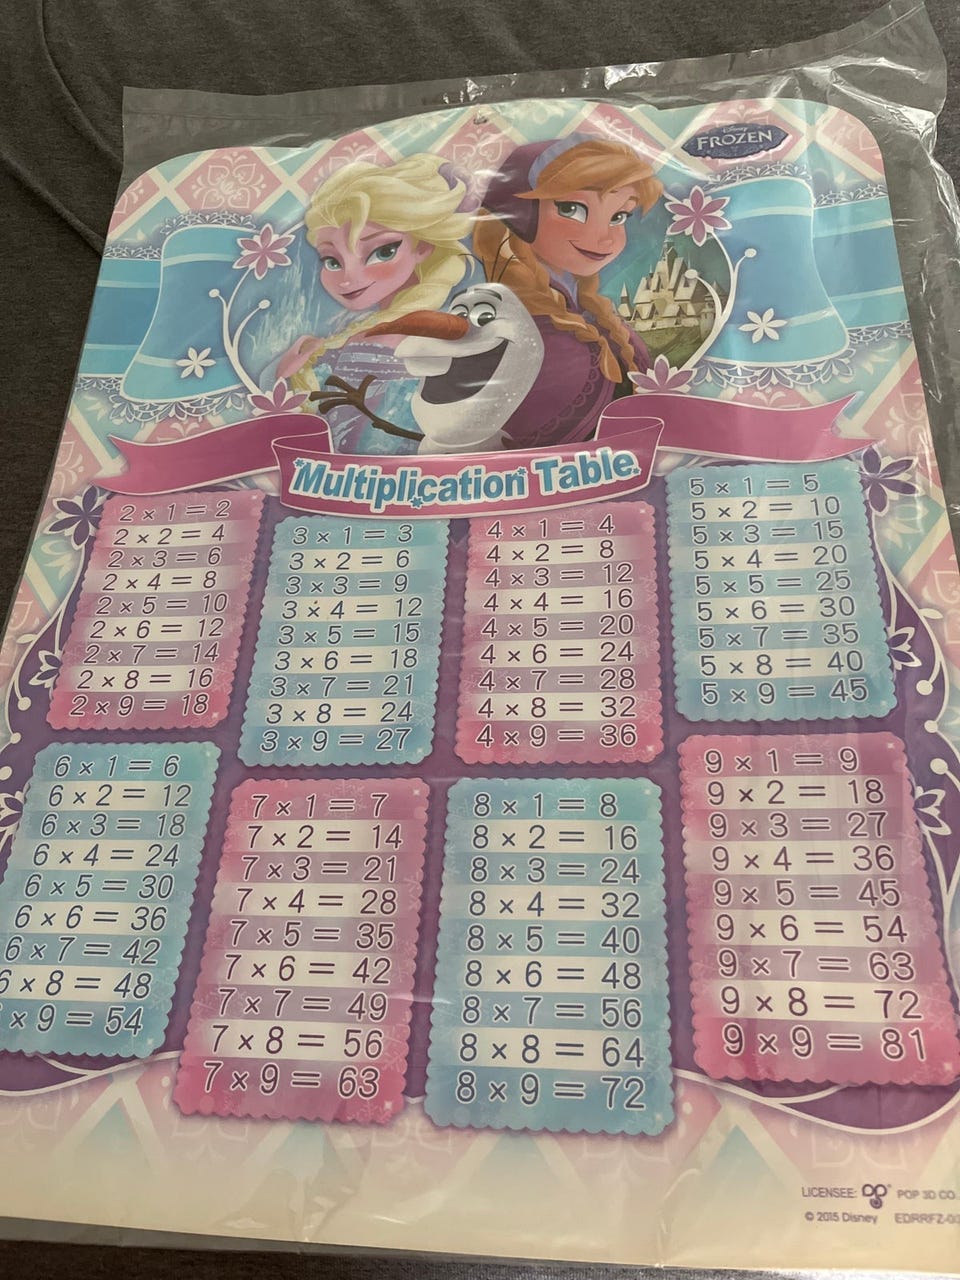 Disney
FROZEN
Multiplication Table
2 × 1 = 2
2 × 2 = 4
2 × 3 = 6
2 × 4 = 8
2 × 5 = 10
2 × 6 = 12
2 × 7 = 14
2 × 8 = 16
2 × 9 = 18
3 × 1 = 3
3 × 2 = 6
3 × 3 = 9
3 × 4 = 12
3 × 5 = 15
3 × 6 = 18
3 × 7 = 21
3 × 8 = 24
3 × 9 = 27
4 × 1 = 4
4 × 2 = 8
4 × 3 = 12
4 × 4 = 16
4 × 5 = 20
4 × 6 = 24
4 × 7 = 28
4 × 8 = 32
4 × 9 = 36
5 × 1 = 5
5 × 2 = 10
5 × 3 = 15
5 × 4 = 20
5 × 5 = 25
5 × 6 = 30
5 × 7 = 35
5 × 8 = 40
5 × 9 = 45
6 × 1 = 6
6 × 2 = 12
6 × 3 = 18
6 × 4 = 24
6 × 5 = 30
6 × 6 = 36
6 × 7 = 42
6 × 8 = 48
× 9 = 54
7 × 1 = 7
7 × 2 = 14
7 × 3 = 21
7 × 4 = 28
7 × 5 = 35
7 × 6 = 42
7 × 7 = 49
7 × 8 = 56
7 × 9 = 63
8 × 1 = 8
8 × 2 = 16
8 × 3 = 24
8 × 4 = 32
8 × 5 = 40
8 × 6 = 48
8 × 7 = 56
8 × 8 = 64
8 × 9 = 72
9 × 1 = 9
9 × 2 = 18
9 × 3 = 27
9 × 4 = 36
9 × 5 = 45
9 × 6 = 54
9 × 7 = 63
9 × 8 = 72
9 × 9 = 81
LICENSEE: POP 3D CO.
© 2015 Disney